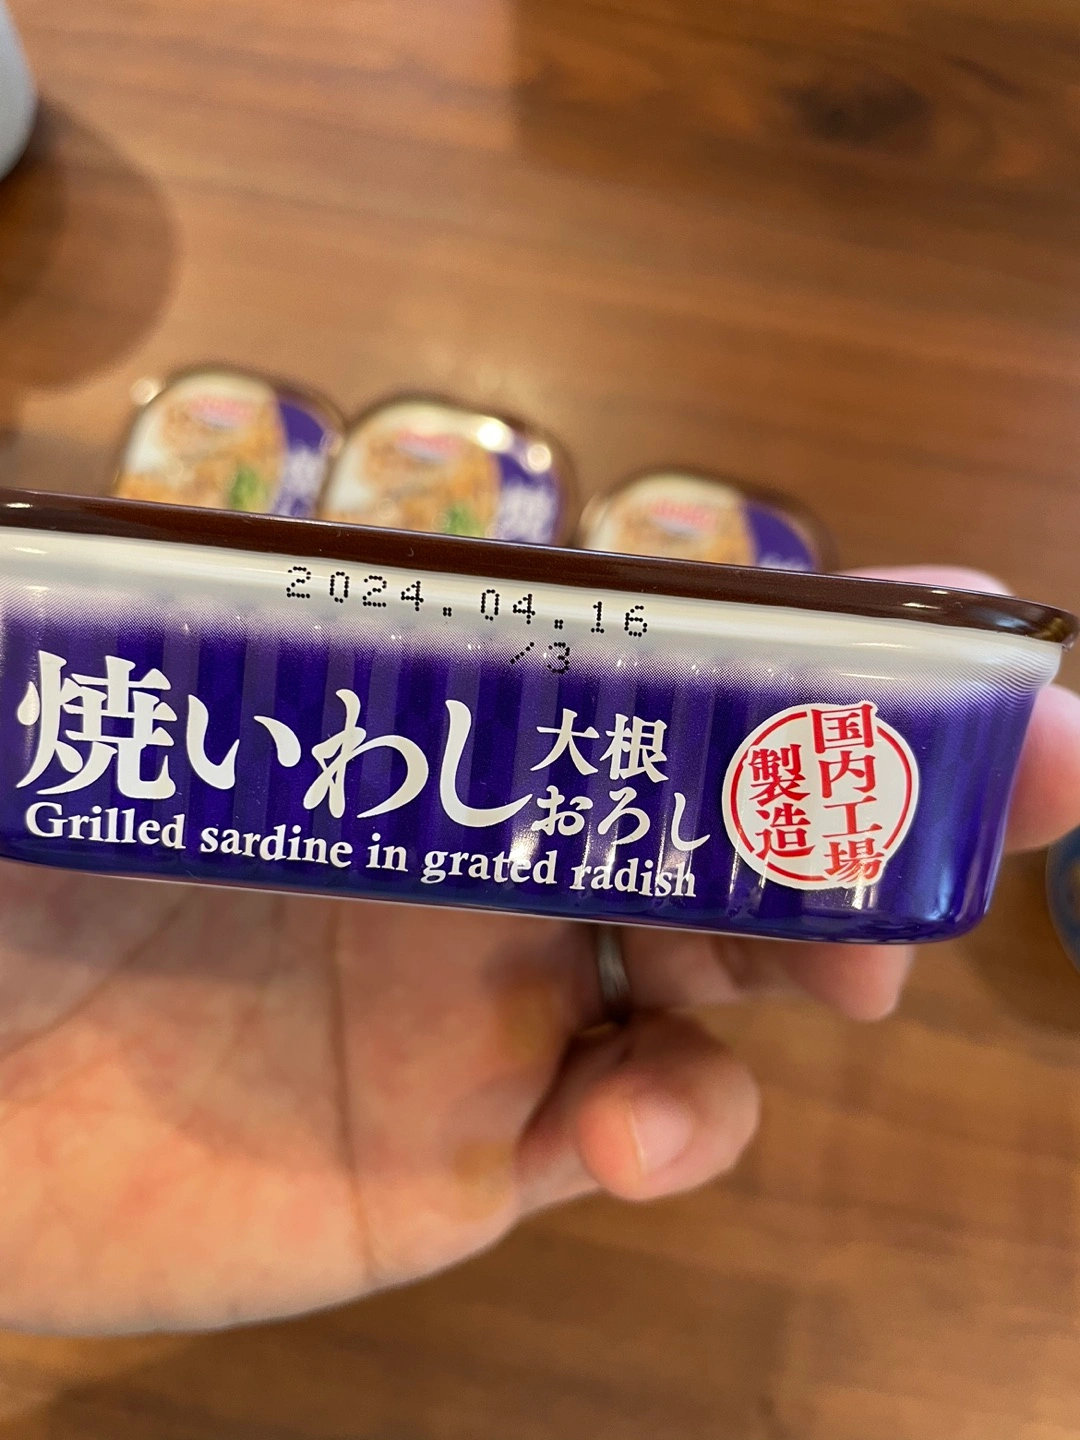 2024.04.16
/3
焼いわし
大根
おろし
Grilled sardine in grated radish
国内工場
製造